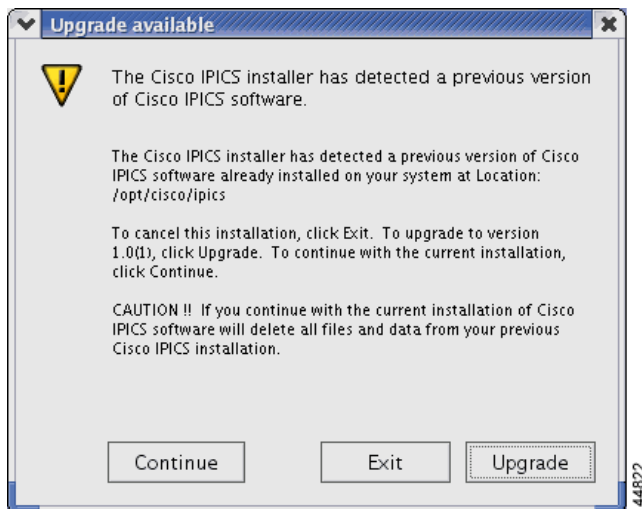 Upgrade available
The Cisco IPICS installer has detected a previous version
of Cisco IPICS software.
The Cisco IPICS installer has detected a previous version of Cisco
IPICS software already installed on your system at Location:
/opt/cisco/ipics
To cancel this installation, click Exit.  To upgrade to version
1.0(1), click Upgrade.  To continue with the current installation,
click Continue.
CAUTION !!  If you continue with the current installation of Cisco
IPICS software will delete all files and data from your previous
Cisco IPICS installation.
Continue
Exit
Upgrade
44822